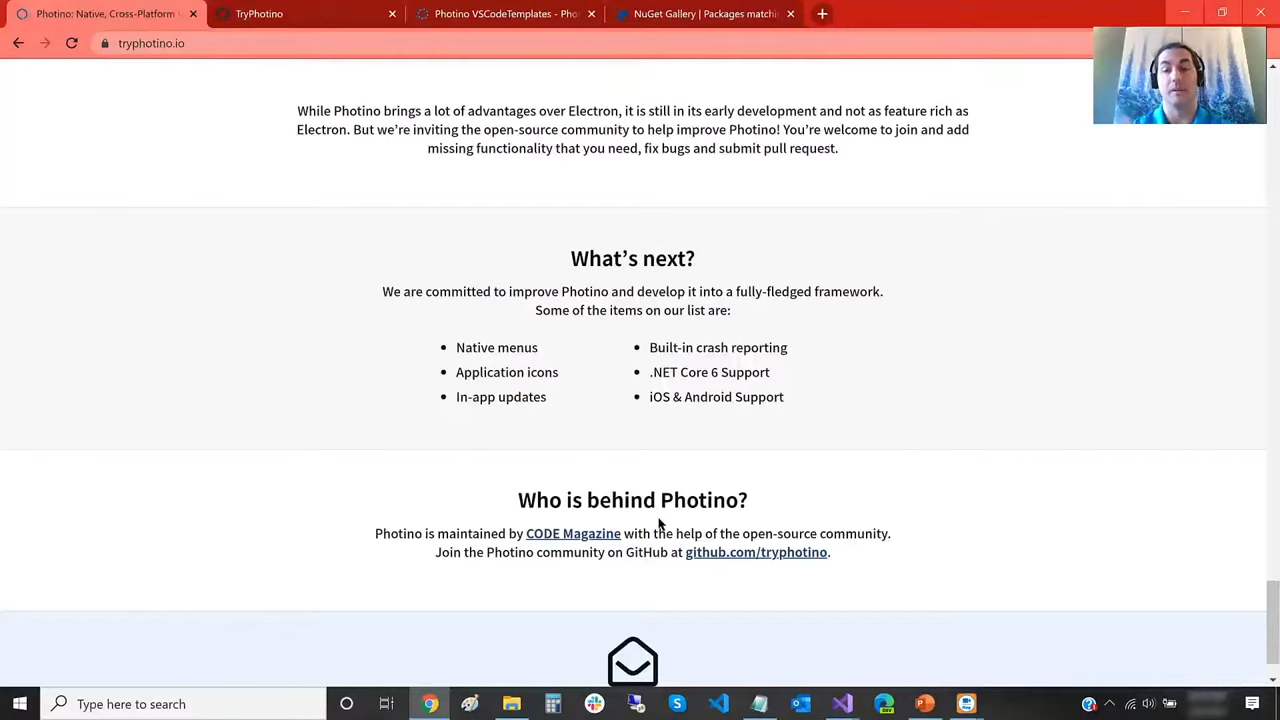 Photino: Native, Cross-Platform
TryPhotino
Photino VSCodeTemplates - Pho
NuGet Gallery | Packages matchi
tryphotino.io
While Photino brings a lot of advantages over Electron, it is still in its early development and not as feature rich as
Electron. But we’re inviting the open-source community to help improve Photino! You’re welcome to join and add
missing functionality that you need, fix bugs and submit pull request.
What’s next?
We are committed to improve Photino and develop it into a fully-fledged framework.
Some of the items on our list are:
Native menus
Application icons
In-app updates
Built-in crash reporting
.NET Core 6 Support
iOS & Android Support
Who is behind Photino?
Photino is maintained by CODE Magazine with the help of the open-source community.
Join the Photino community on GitHub at github.com/tryphotino.
Type here to search